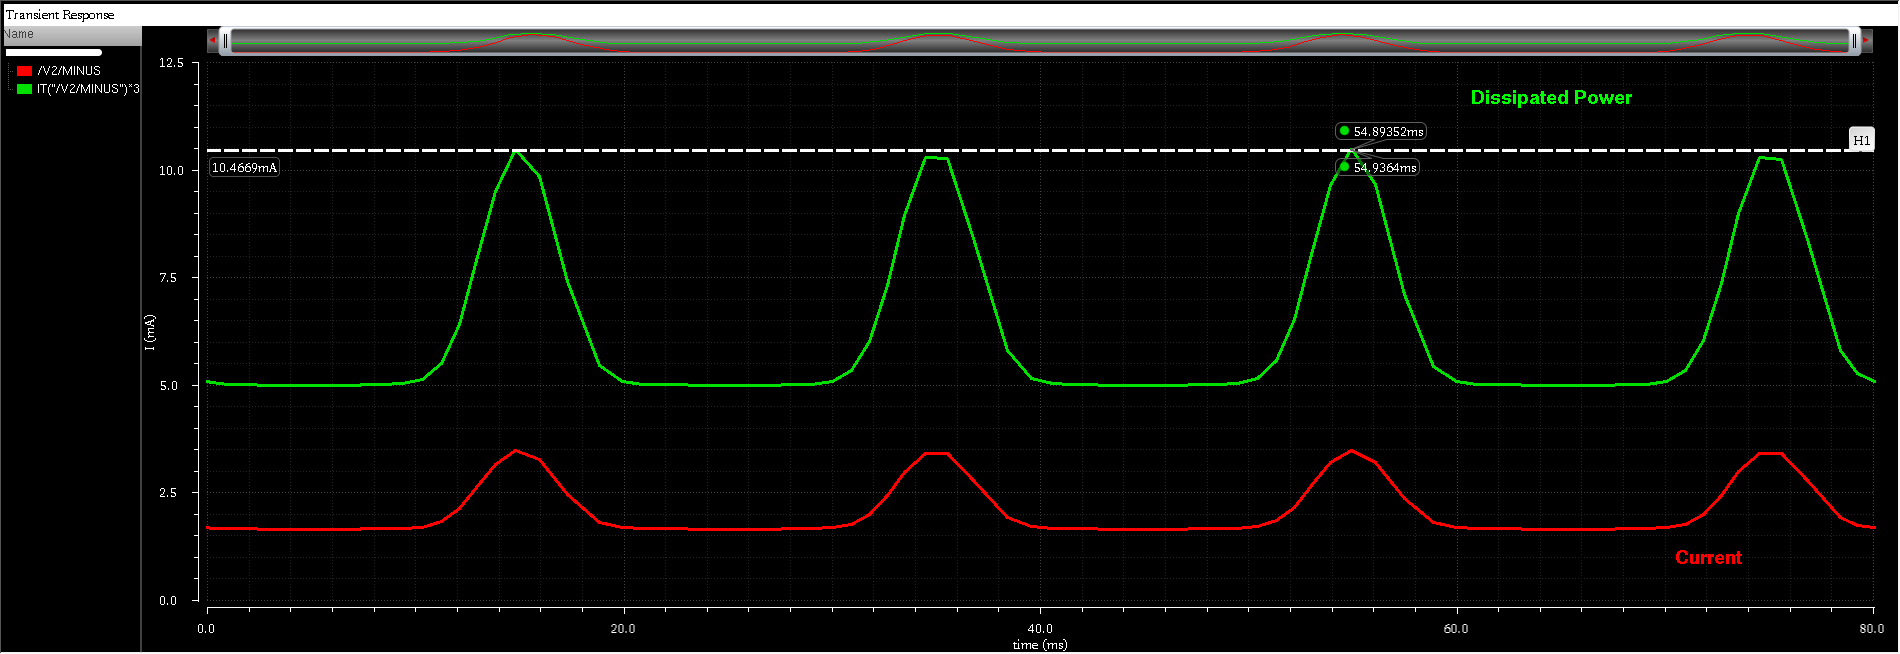 Transient Response
Name
/V2/MINUS
IT("/V2/MINUS")*3
12.5
10.0
7.5
5.0
2.5
0.0
I (mA)
Dissipated Power
54.89352ms
H1
10.4669mA
54.9364ms
Current
0.0 20.0 40.0 60.0 80.0
time (ms)